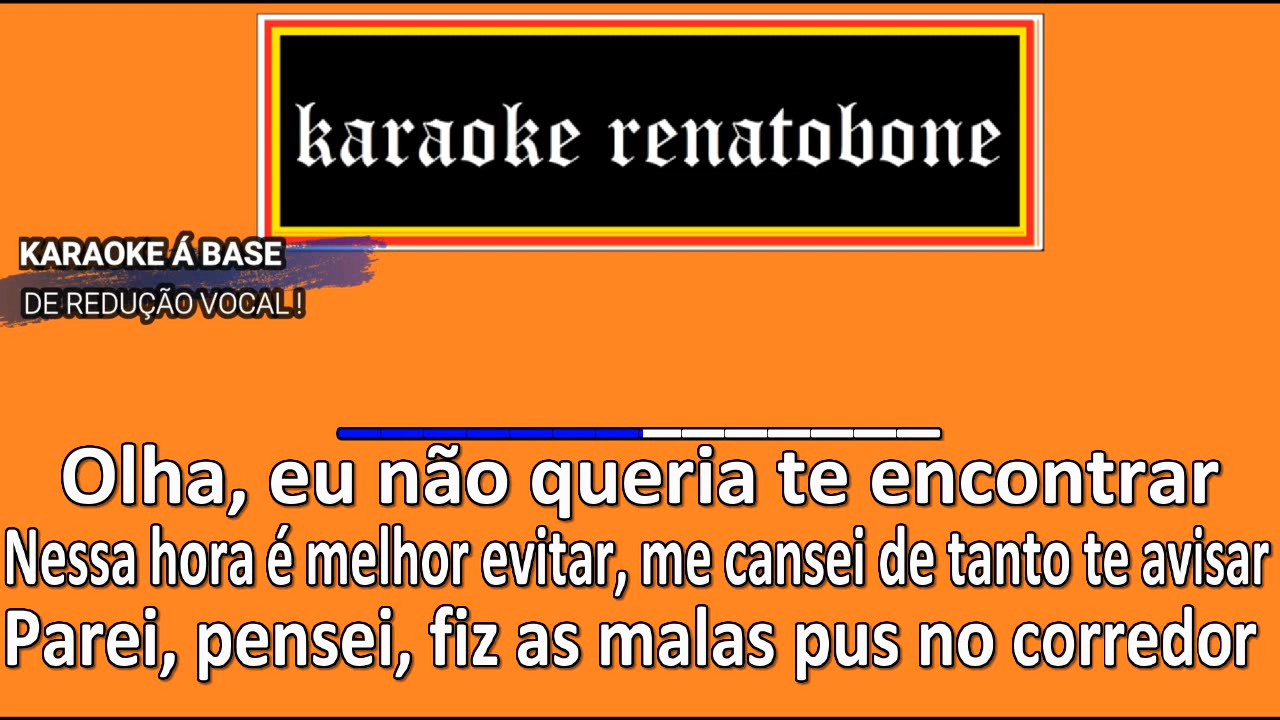 karaoke renatobone
KARAOKE Á BASE
DE REDUÇÃO VOCAL !
Olha, eu não queria te encontrar
Nessa hora é melhor evitar, me cansei de tanto te avisar
Parei, pensei, fiz as malas pus no corredor